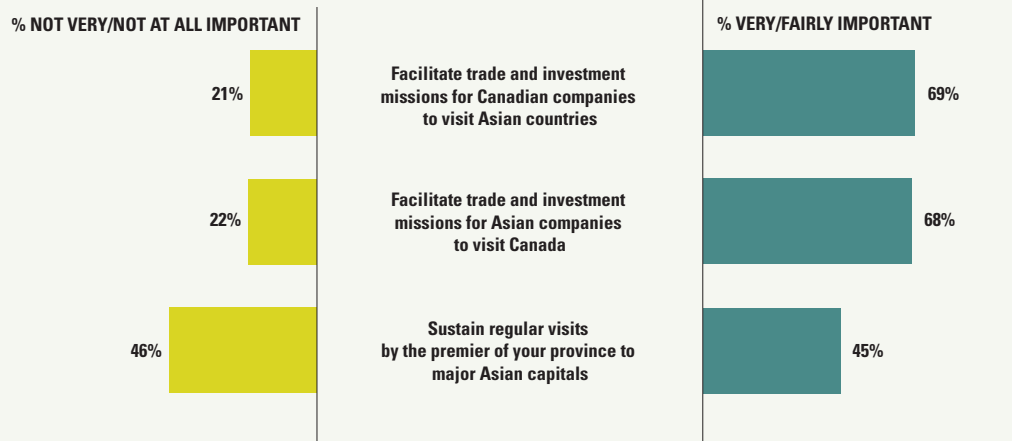 % NOT VERY/NOT AT ALL IMPORTANT
% VERY/FAIRLY IMPORTANT
21%
Facilitate trade and investment
missions for Canadian companies
to visit Asian countries
69%
22%
Facilitate trade and investment
missions for Asian companies
to visit Canada
68%
46%
Sustain regular visits
by the premier of your province to
major Asian capitals
45%